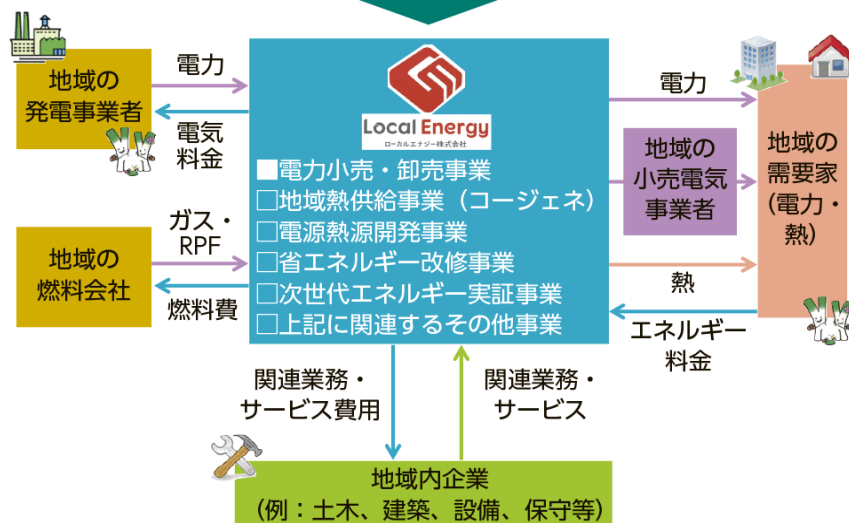 地域の
発電事業者
電力
電気
料金
Local Energy
ローカルエナジー株式会社
■電力小売・卸売事業
□地域熱供給事業（コージェネ）
□電源熱源開発事業
□省エネルギー改修事業
□次世代エネルギー実証事業
□上記に関連するその他事業
電力
地域の
小売電気
事業者
地域の
需要家
(電力・
熱)
ガス・
RPF
地域の
燃料会社
燃料費
熱
エネルギー
料金
関連業務・
サービス費用
関連業務・
サービス
地域内企業
（例：土木、建築、設備、保守等）